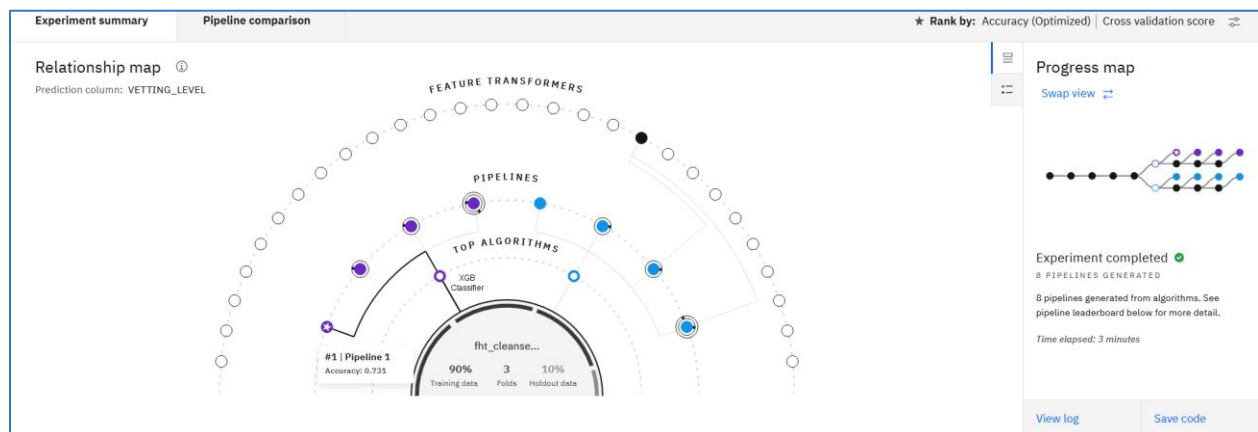 Experiment summary
Pipeline comparison
★ Rank by: Accuracy (Optimized) | Cross validation score
Relationship map
Prediction column: VETTING_LEVEL
FEATURE TRANSFORMERS
PIPELINES
TOP ALGORITHMS
XGB
Classifier
#1 | Pipeline 1
Accuracy: 0.731
fht_cleanse...
90% 3 10%
Training data Folds Holdout data
Progress map
Swap view
Experiment completed
8 PIPELINES GENERATED
8 pipelines generated from algorithms. See
pipeline leaderboard below for more detail.
Time elapsed: 3 minutes
View log
Save code